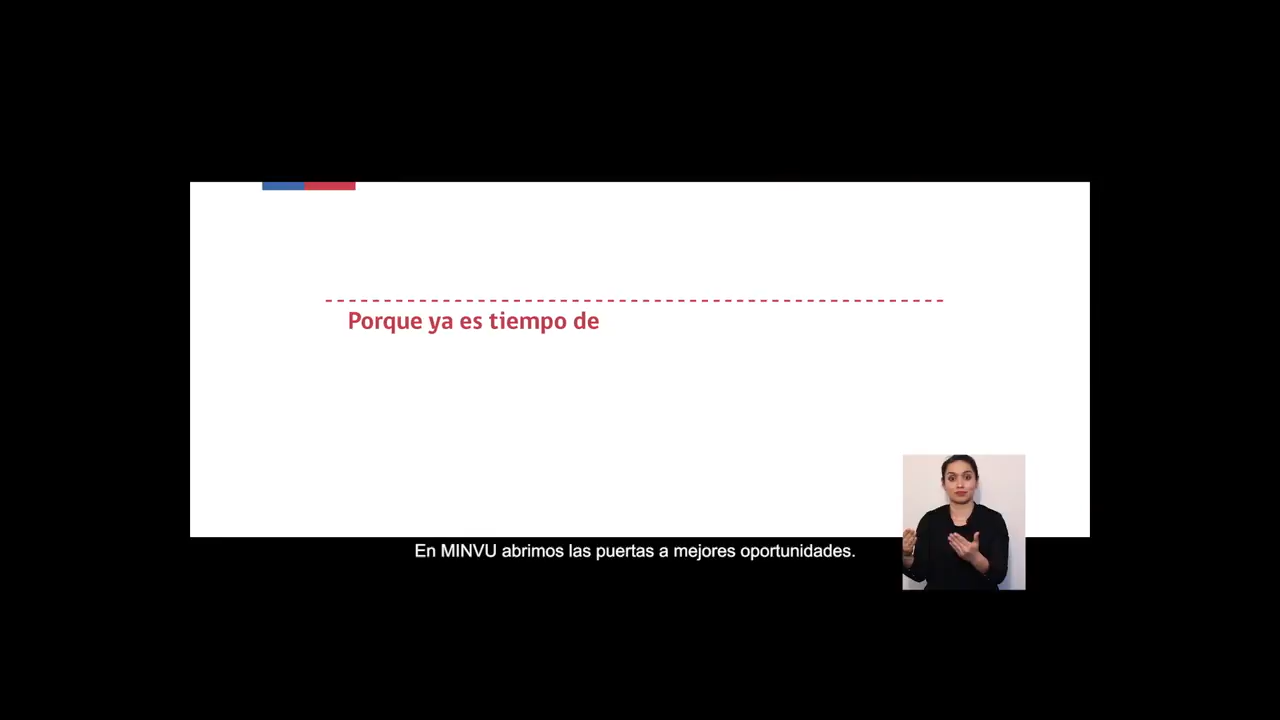 Porque ya es tiempo de
En MINVU abrimos las puertas a mejores oportunidades.